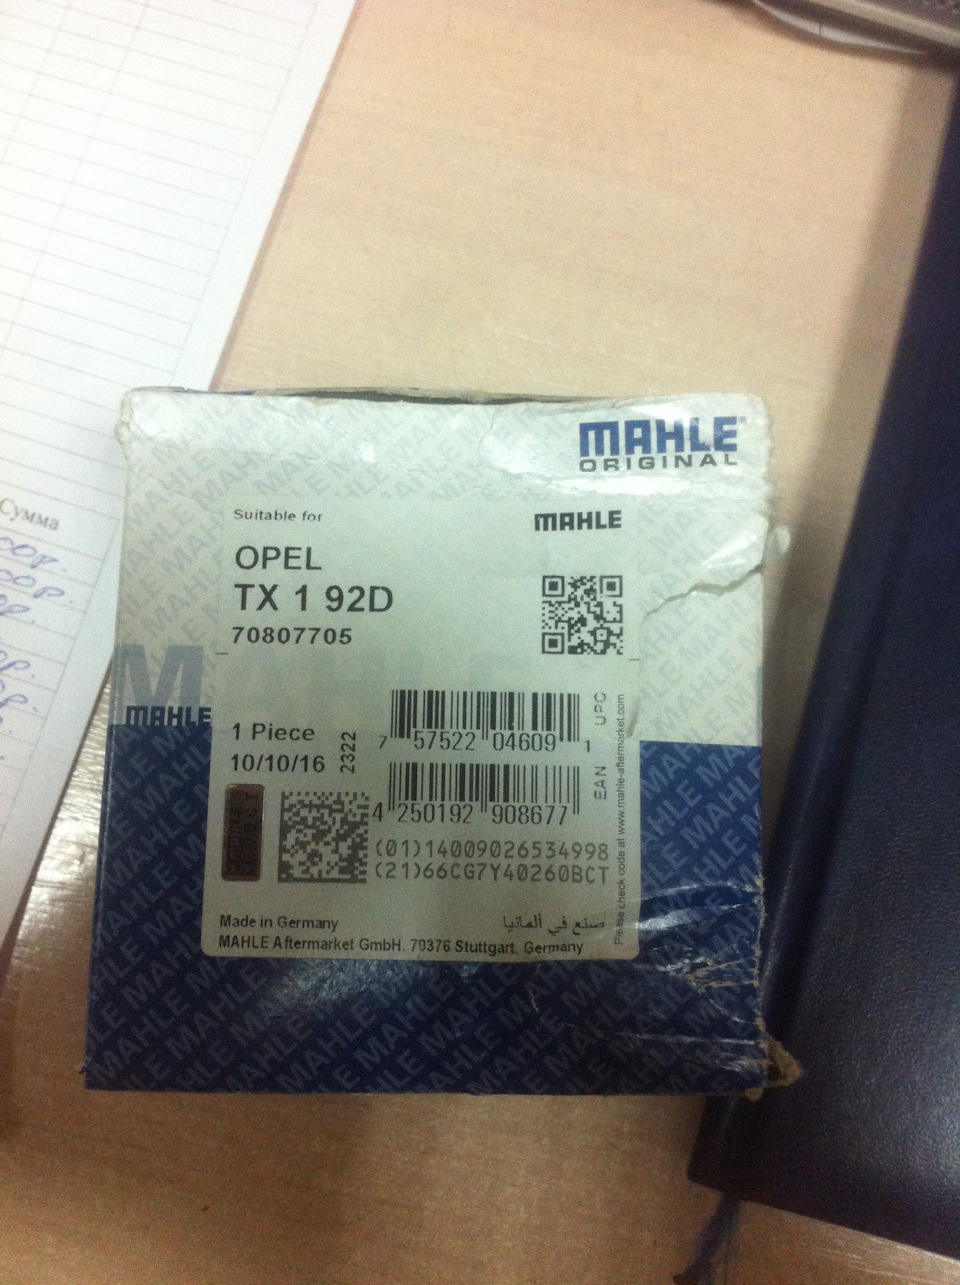 MAHLE
ORIGINAL
Suitable for
MAHLE
OPEL
TX 1 92D
70807705
MAHLE
1 Piece
10/10/16
2322
7 57522 04609 1
UPC
4 250192 908677
EAN
(01)14009026534998
(21)66CG7Y40260BCT
Please check code at www.mahle-aftermarket.com
Made in Germany
صنع في ألمانيا
MAHLE Aftermarket GmbH, 70376 Stuttgart, Germany
Сумма